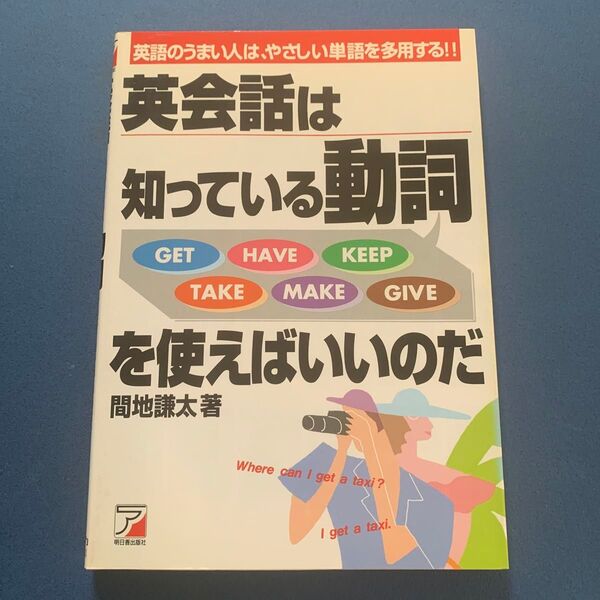 英語のうまい人は、やさしい単語を多用する!!
英会話は
知っている動詞
GET HAVE KEEP
TAKE MAKE GIVE
を使えばいいのだ
間地謙太著
Where can I get a taxi?
I get a taxi.
ア
明日香出版社